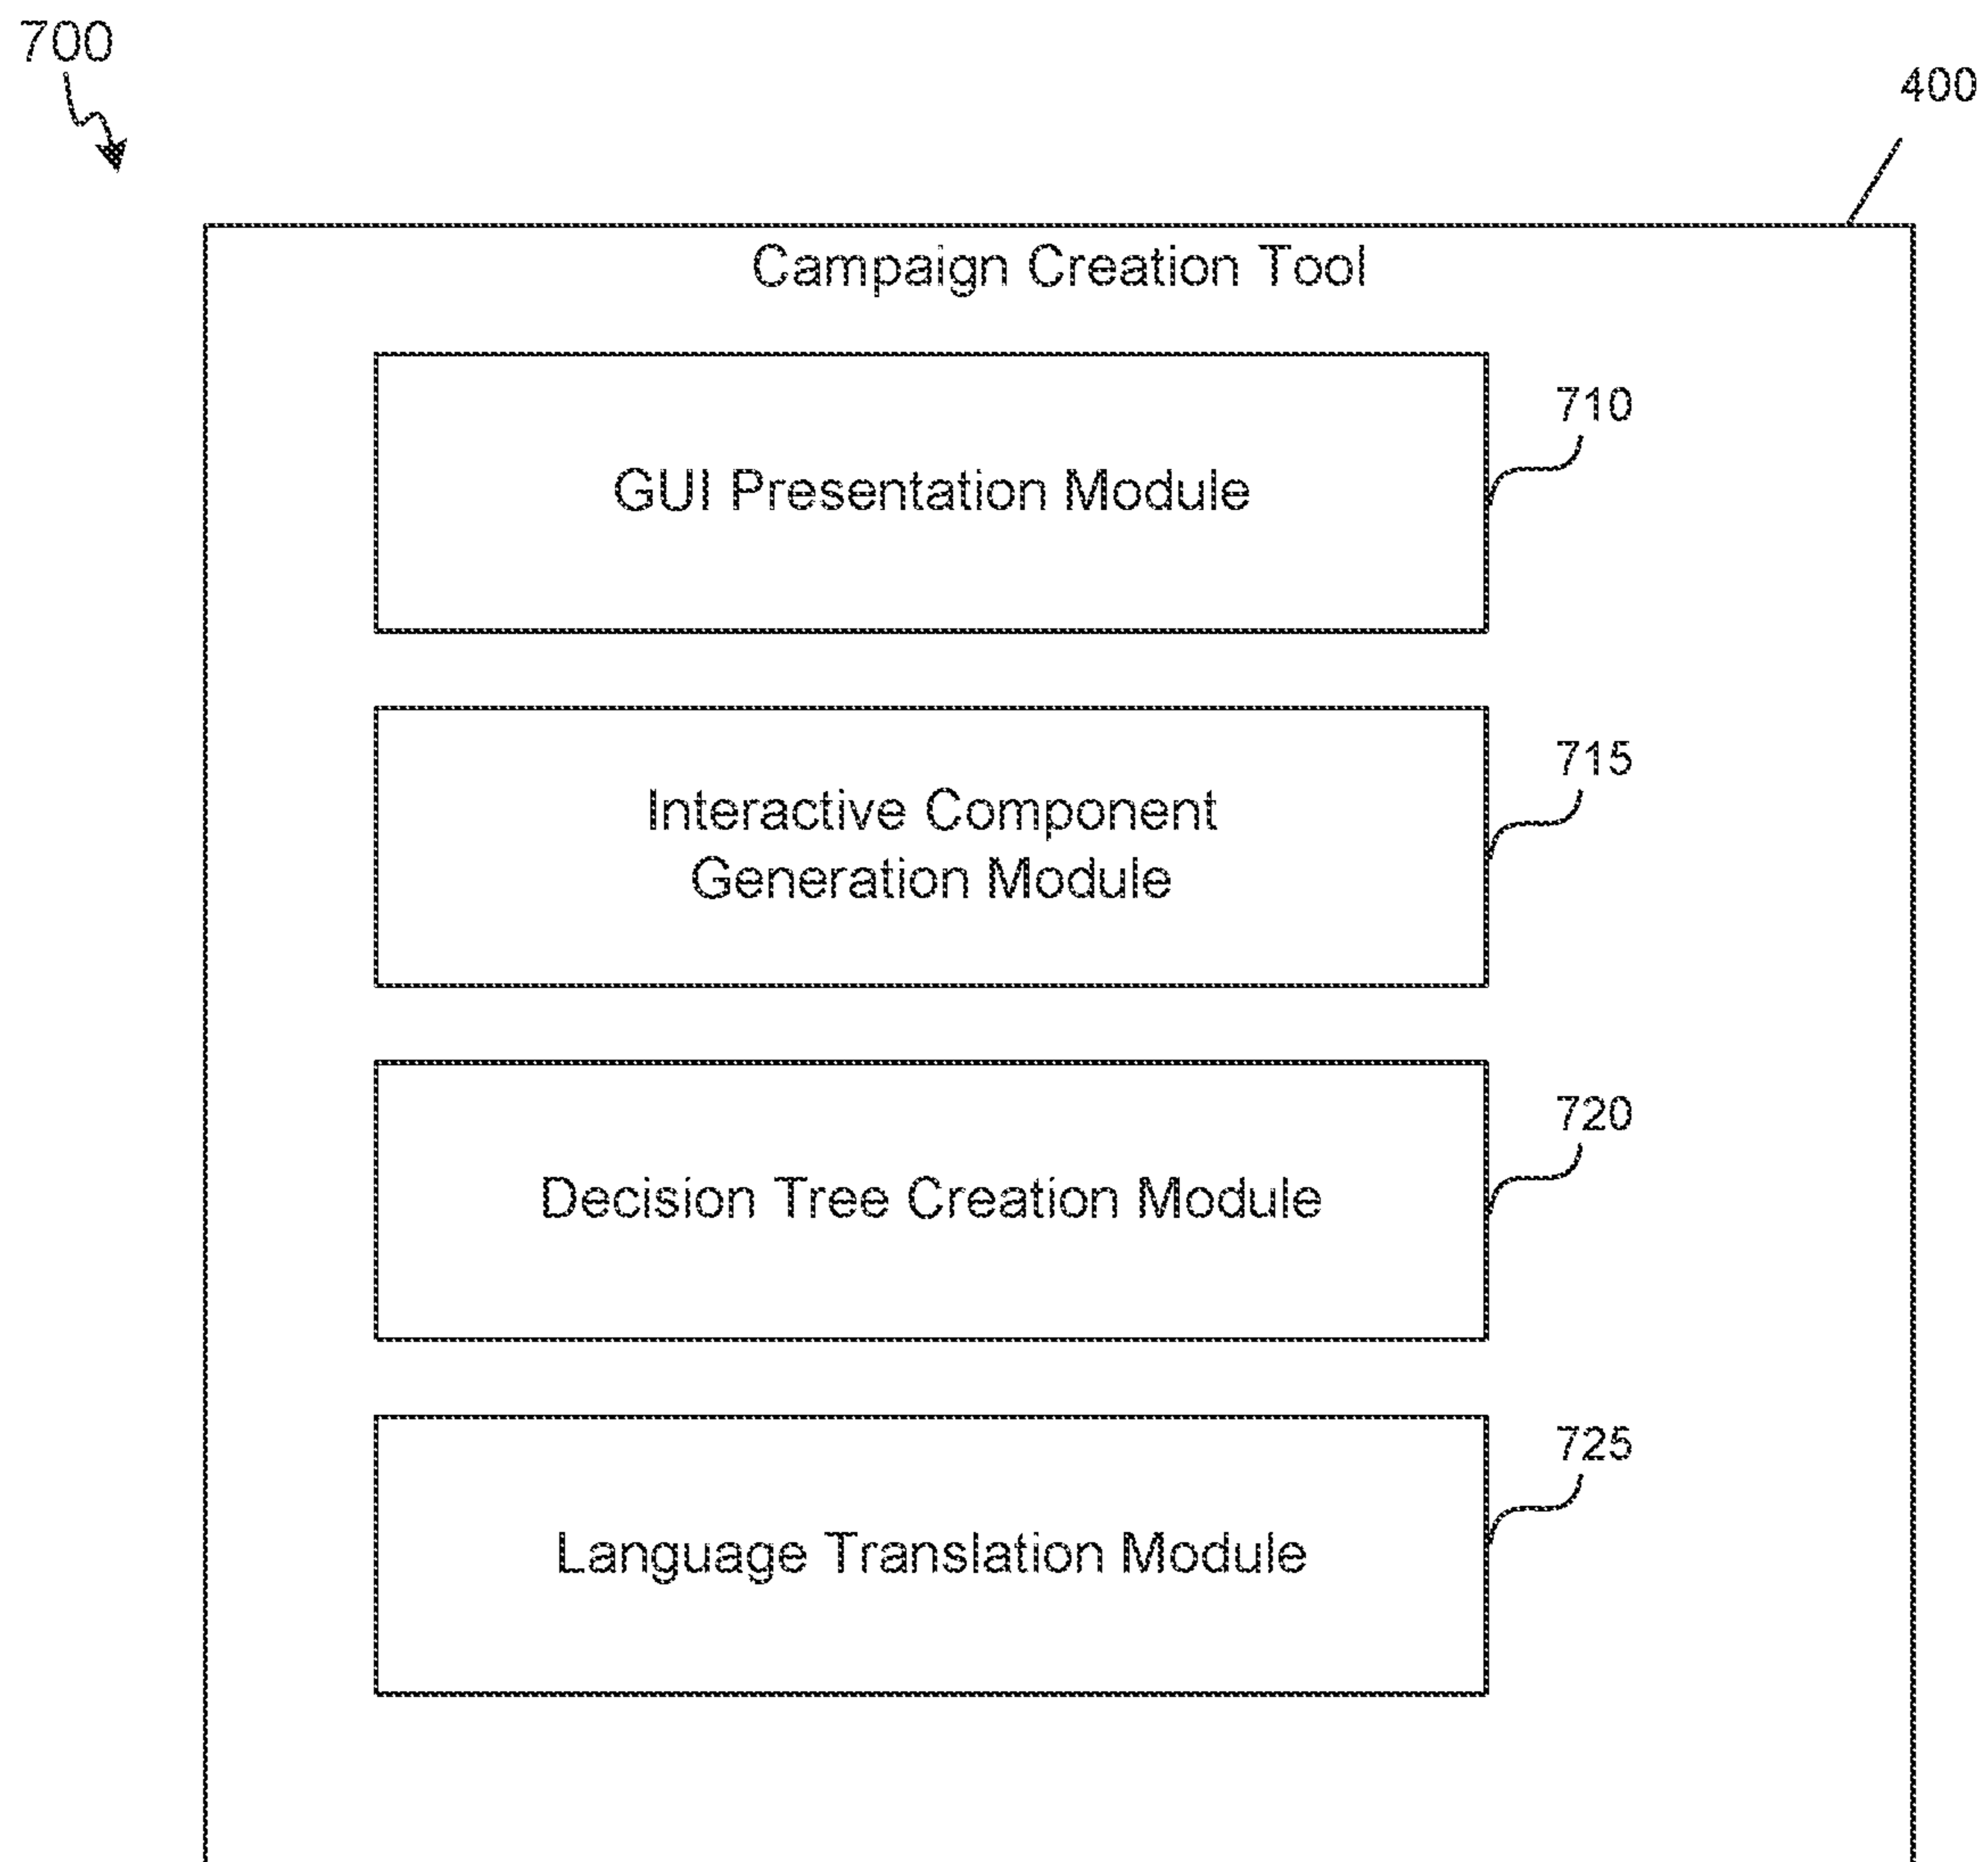 700
400
Campaign Creation Tool
GUI Presentation Module
710
Interactive Component
Generation Module
715
Decision Tree Creation Module
720
Language Translation Module
725